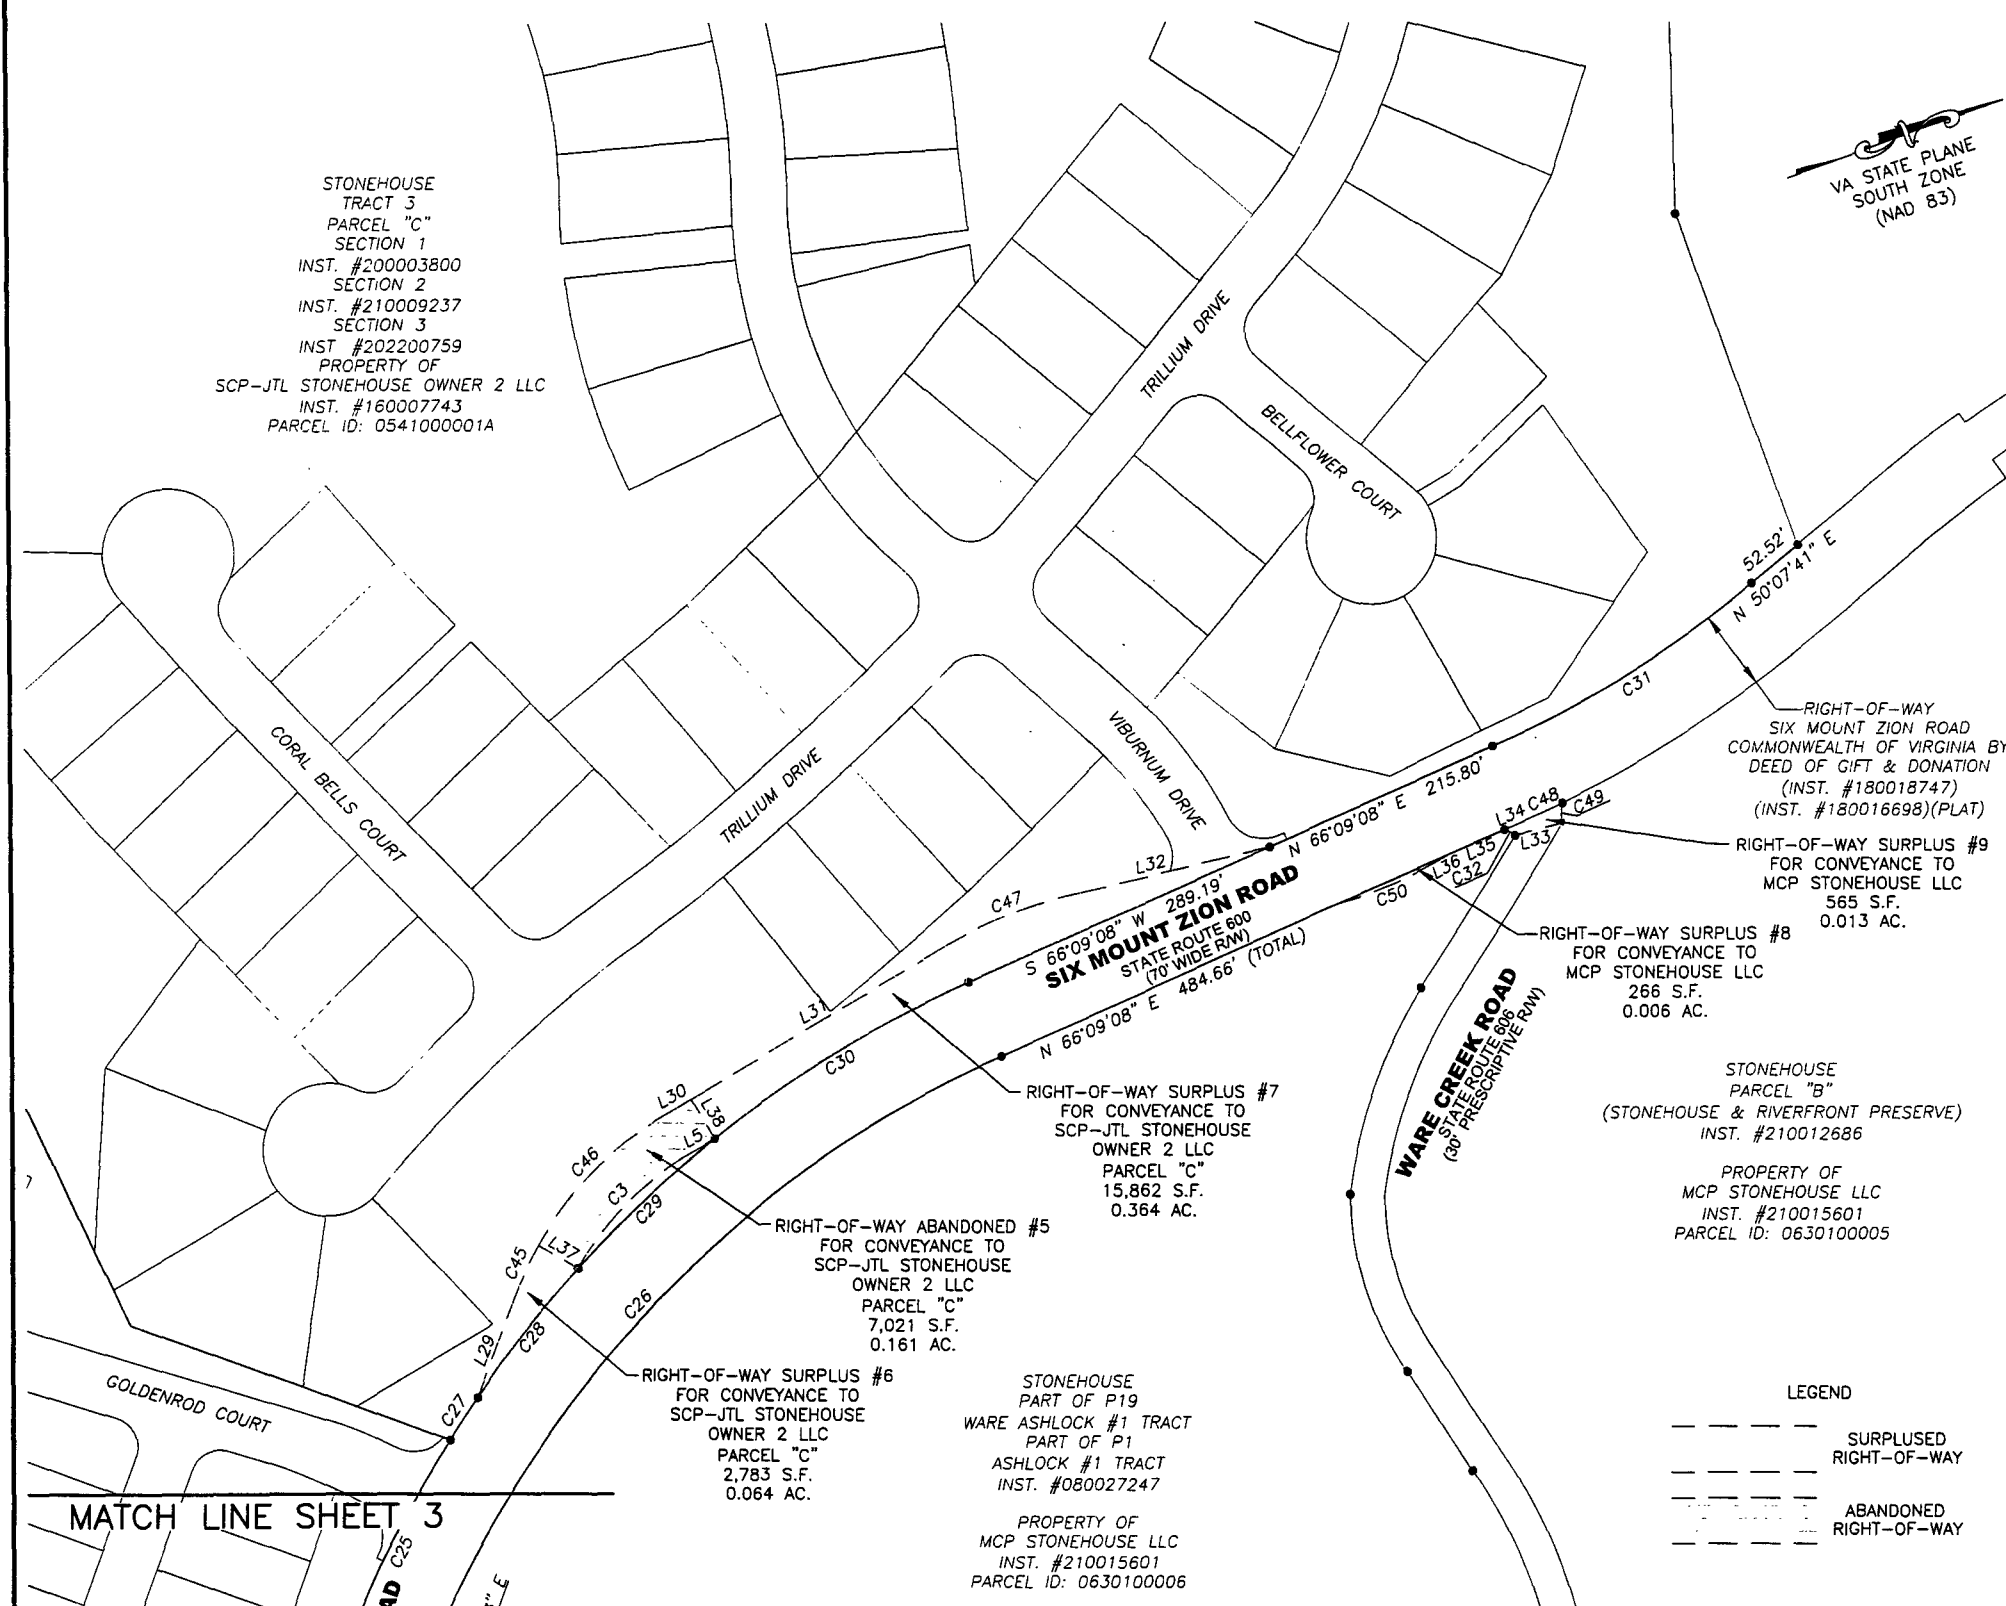 STONEHOUSE
TRACT 3
PARCEL "C"
SECTION 1
INST. #200003800
SECTION 2
INST. #210009237
SECTION 3
INST #202200759
PROPERTY OF
SCP-JTL STONEHOUSE OWNER 2 LLC
INST. #160007743
PARCEL ID: 0541000001A
VA STATE PLANE
SOUTH ZONE
(NAD 83)
TRILLIUM DRIVE
BELLFLOWER COURT
52.52'
N 50°07'41" E
C31
RIGHT-OF-WAY
SIX MOUNT ZION ROAD
COMMONWEALTH OF VIRGINIA BY
DEED OF GIFT & DONATION
(INST. #180018747)
(INST. #180016698)(PLAT)
CORAL BELLS COURT
TRILLIUM DRIVE
VIBURNUM DRIVE
N 66°09'08" E 215.80'
L34 C48
C49
L33
L36 L35
C32
C50
RIGHT-OF-WAY SURPLUS #9
FOR CONVEYANCE TO
MCP STONEHOUSE LLC
565 S.F.
0.013 AC.
L32
C47
S 66°09'08" W 289.19'
SIX MOUNT ZION ROAD
STATE ROUTE 600
(70' WIDE R/W)
N 66°09'08" E 484.66' (TOTAL)
RIGHT-OF-WAY SURPLUS #8
FOR CONVEYANCE TO
MCP STONEHOUSE LLC
266 S.F.
0.006 AC.
WARE CREEK ROAD
STATE ROUTE 606
(30' PRESCRIPTIVE R/W)
L31
C30
L30
L38
L5
C46
C3
C29
RIGHT-OF-WAY SURPLUS #7
FOR CONVEYANCE TO
SCP-JTL STONEHOUSE
OWNER 2 LLC
PARCEL "C"
15,862 S.F.
0.364 AC.
STONEHOUSE
PARCEL "B"
(STONEHOUSE & RIVERFRONT PRESERVE)
INST. #210012686
PROPERTY OF
MCP STONEHOUSE LLC
INST. #210015601
PARCEL ID: 0630100005
7
L37
C45
C26
C28
L29
C27
RIGHT-OF-WAY ABANDONED #5
FOR CONVEYANCE TO
SCP-JTL STONEHOUSE
OWNER 2 LLC
PARCEL "C"
7,021 S.F.
0.161 AC.
RIGHT-OF-WAY SURPLUS #6
FOR CONVEYANCE TO
SCP-JTL STONEHOUSE
OWNER 2 LLC
PARCEL "C"
2,783 S.F.
0.064 AC.
GOLDENROD COURT
STONEHOUSE
PART OF P19
WARE ASHLOCK #1 TRACT
PART OF P1
ASHLOCK #1 TRACT
INST. #080027247
PROPERTY OF
MCP STONEHOUSE LLC
INST. #210015601
PARCEL ID: 0630100006
LEGEND
SURPLUSED
RIGHT-OF-WAY
ABANDONED
RIGHT-OF-WAY
MATCH LINE SHEET 3
C25
AD
" E